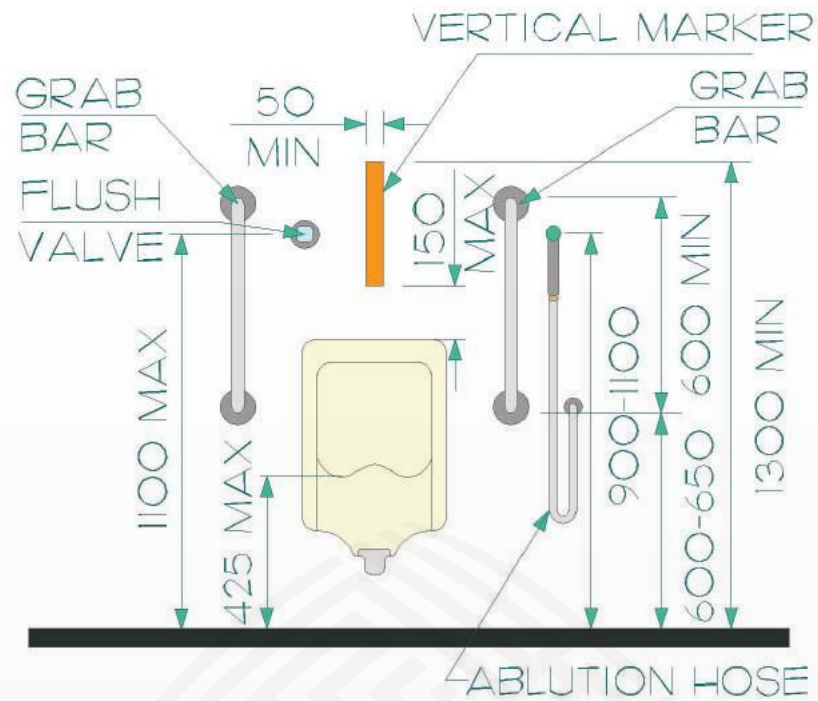 VERTICAL MARKER
GRAB
BAR
50
MIN
GRAB
BAR
FLUSH
VALVE
150
MAX
600 MIN
1300 MIN
1100 MAX
425 MAX
900-1100
600-650
ABLUTION HOSE